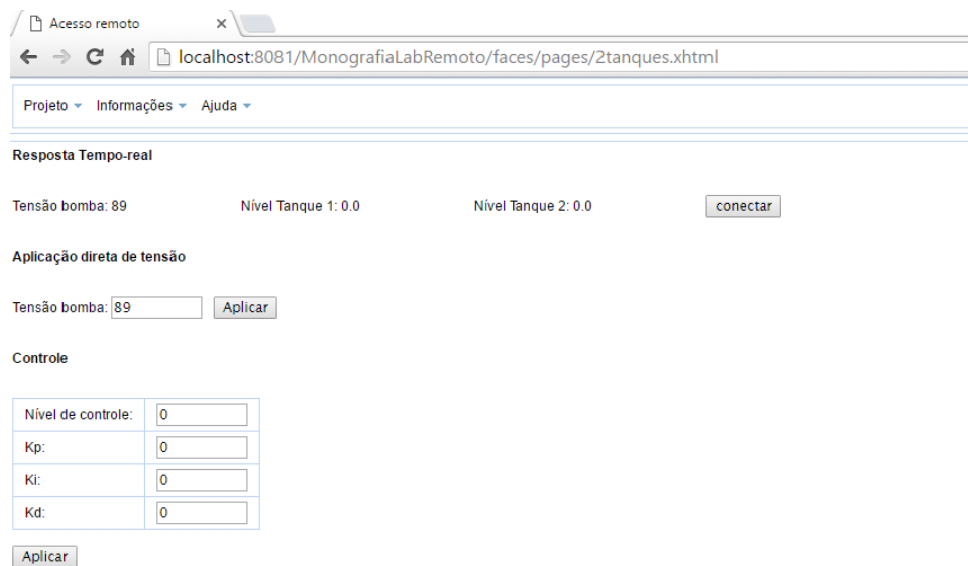 Acesso remoto
localhost:8081/MonografiaLabRemoto/faces/pages/2tanques.xhtml
Projeto Informações Ajuda
Resposta Tempo-real
Tensão bomba: 89 Nível Tanque 1: 0.0 Nível Tanque 2: 0.0 conectar
Aplicação direta de tensão
Tensão bomba: 89 Aplicar
Controle
Nível de controle: 0
Kp: 0
Ki: 0
Kd: 0
Aplicar